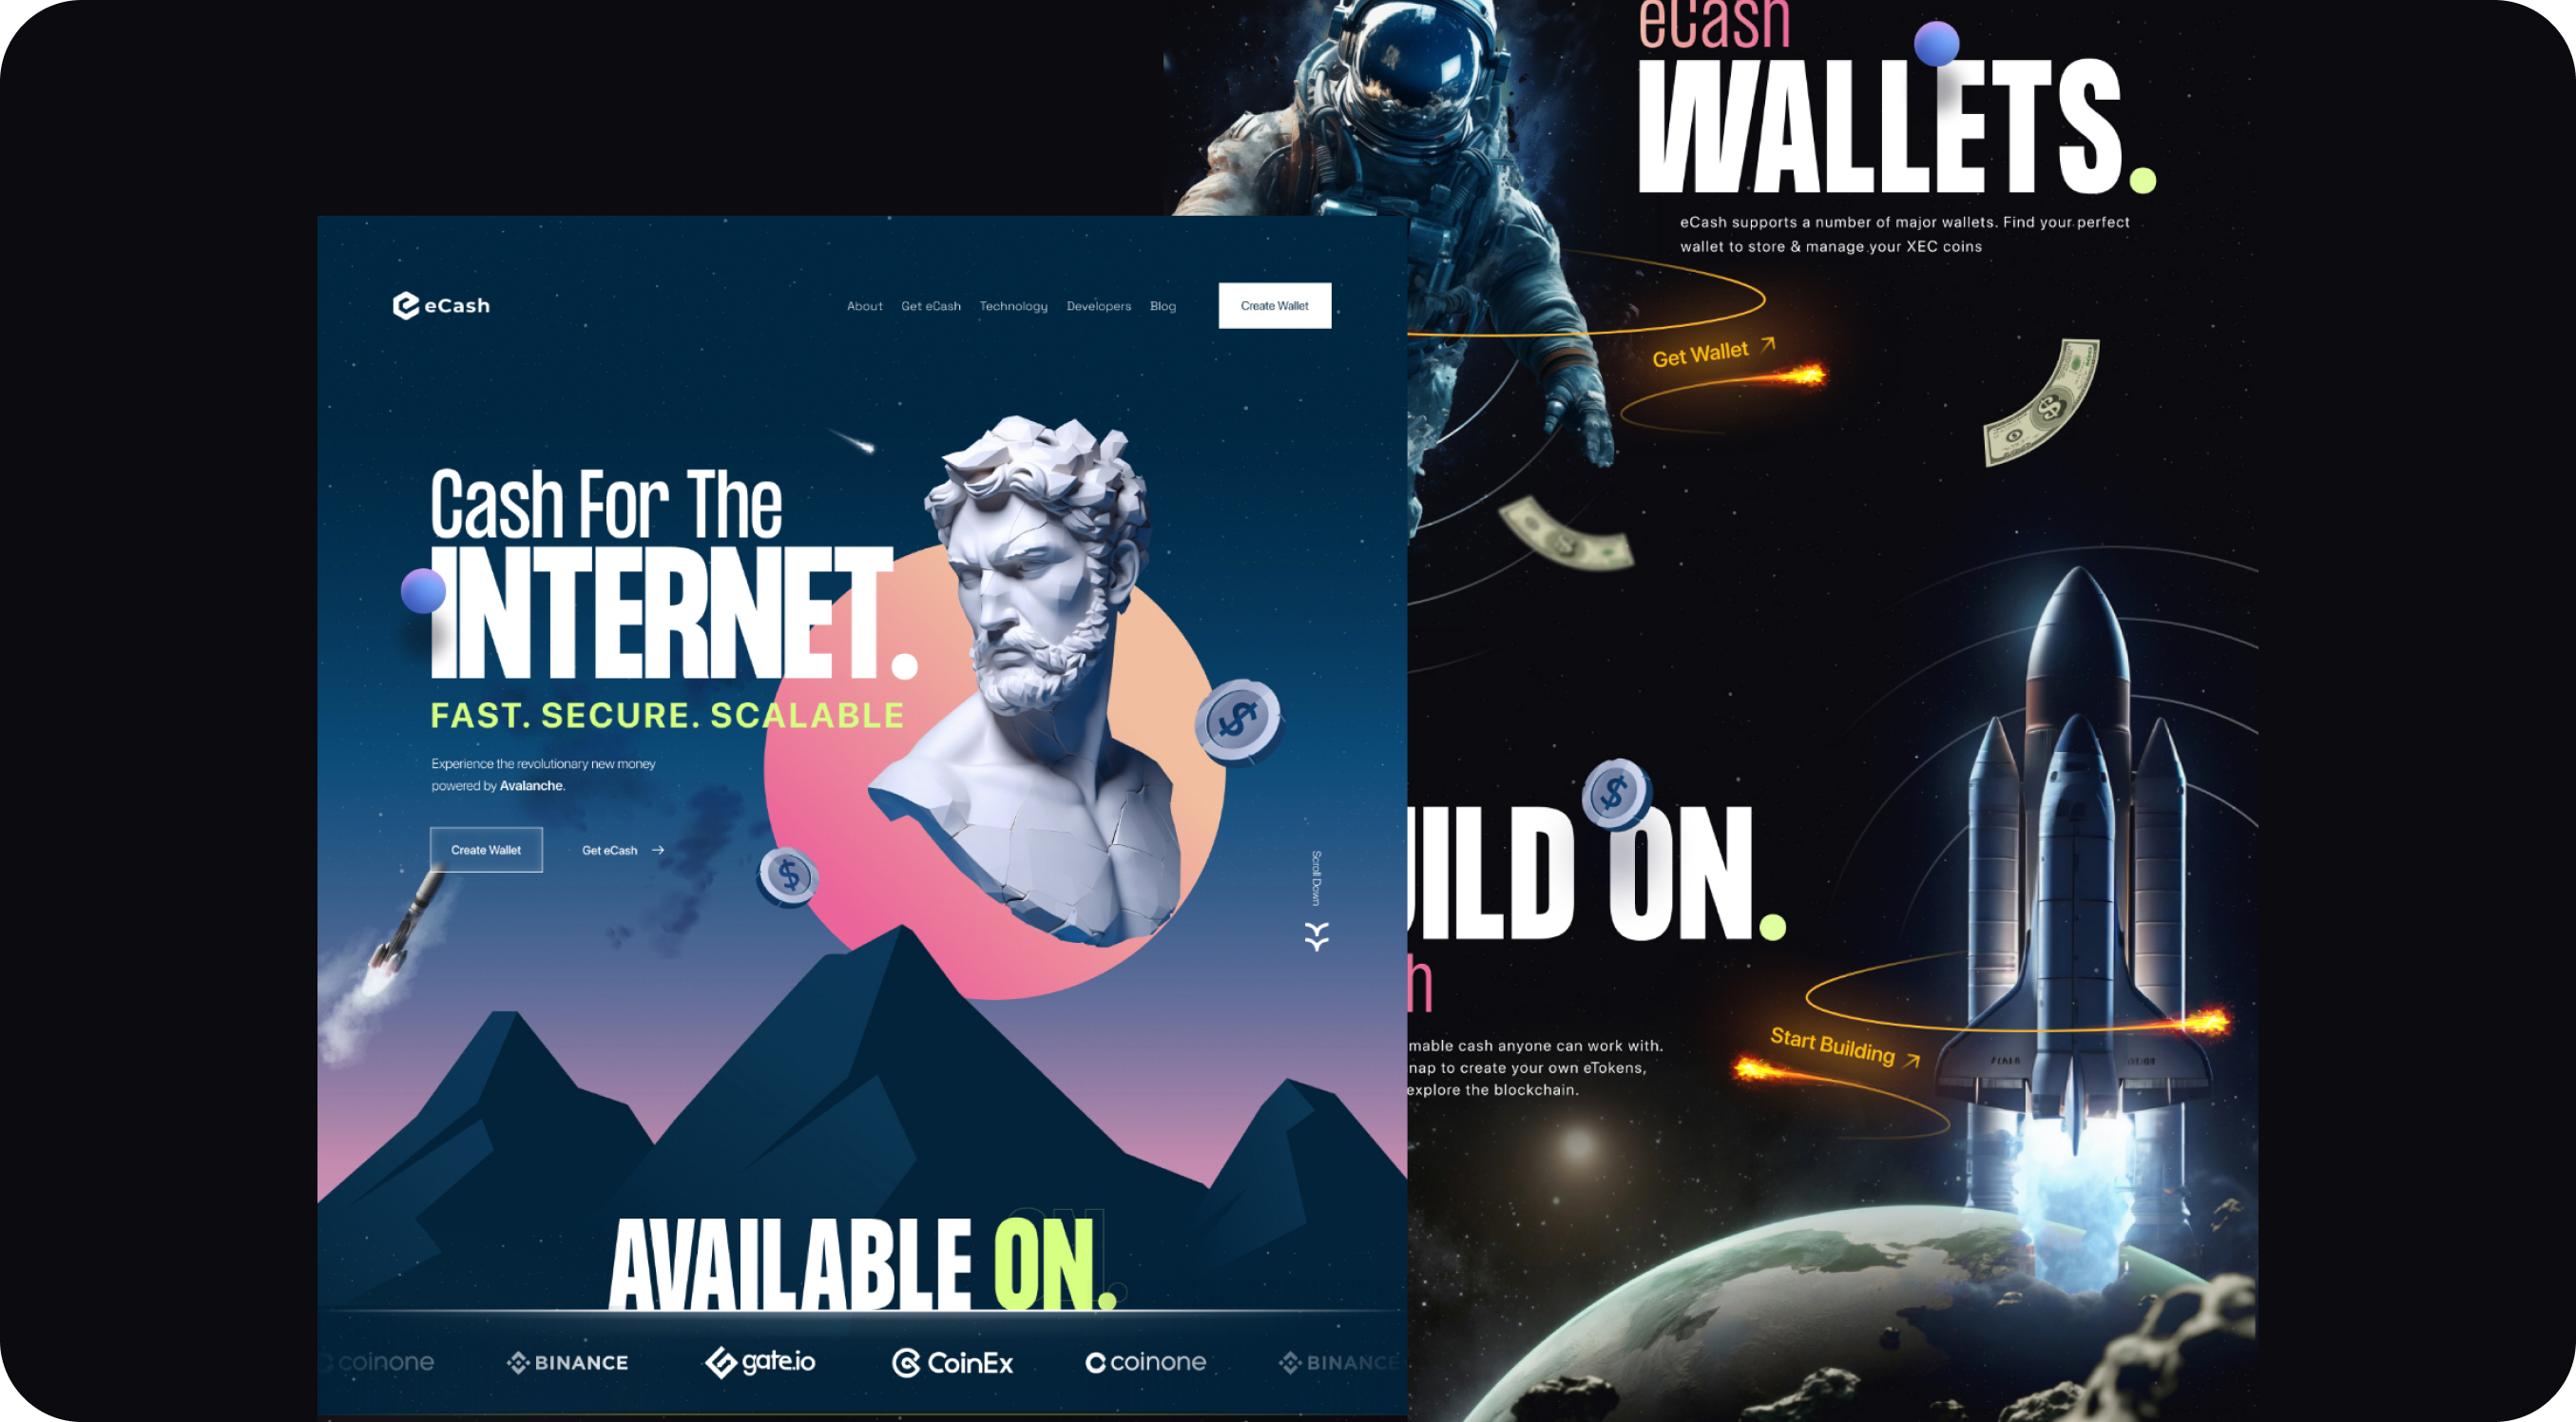 eCash
About Get eCash Technology Developers Blog
Create Wallet
Cash For The
INTERNET.
FAST. SECURE. SCALABLE
Experience the revolutionary new money
powered by Avalanche.
Create Wallet
Get eCash
Scroll Down
AVAILABLE ON.
coinone BINANCE gate.io CoinEx coinone BINANCE
eCash
WALLETS.
eCash supports a number of major wallets. Find your perfect
wallet to store & manage your XEC coins
Get Wallet
ILD ON.
h
mable cash anyone can work with.
nap to create your own eTokens,
explore the blockchain.
Start Building